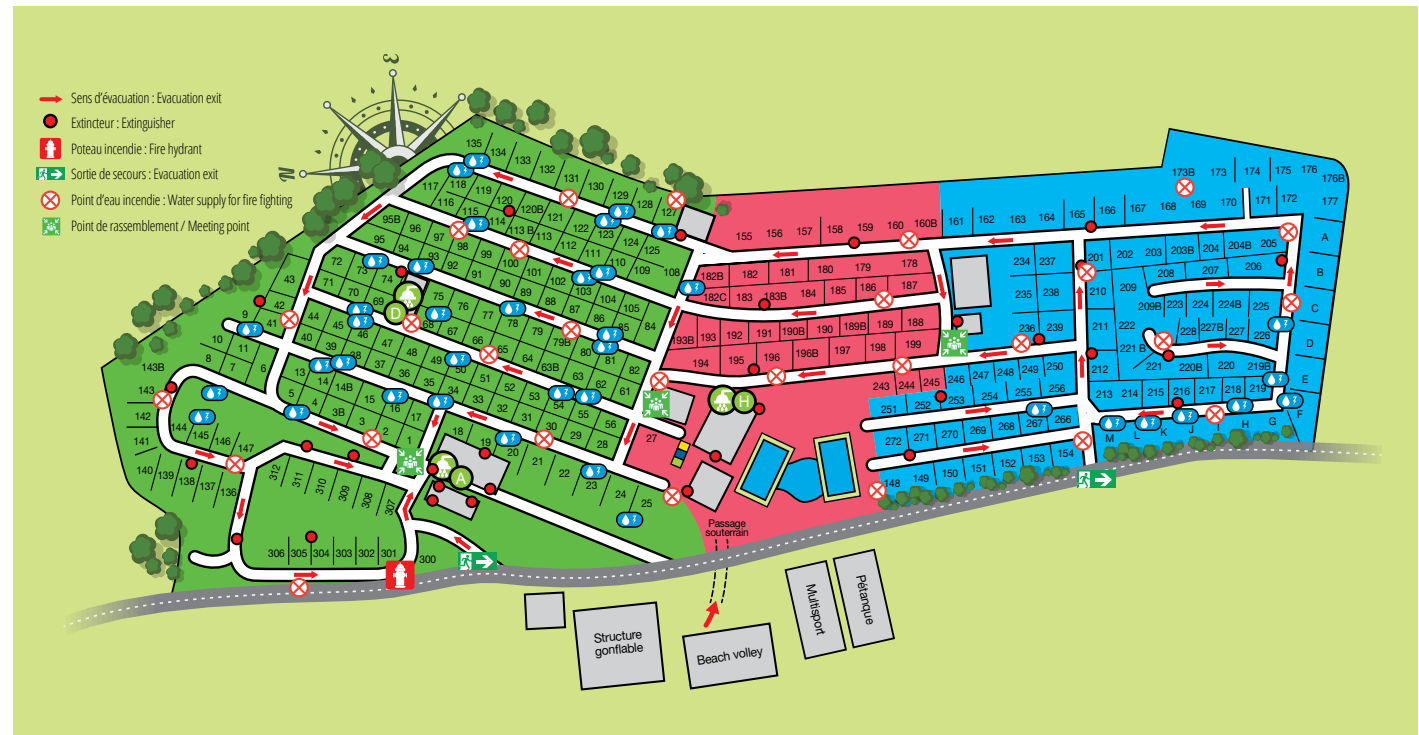 3
N
Sens d'évacuation : Evacuation exit
Extincteur : Extinguisher
Poteau incendie : Fire hydrant
Sortie de secours : Evacuation exit
Point d'eau incendie : Water supply for fire fighting
Point de rassemblement / Meeting point
135 134 133 132 131 130 129 128 127
117 118 119 120 120B 121 122 123 124 125
116 115 114 113 B 113 112 111 110 109 108
95B 96 97 98 99 100 101 102 103 104 105
95 94 93 92 91 90 89 88 87 86 85 84
72 73 74 75 76 77 78 79 79B 80 81 82
43 71 70 69 D 68 67 66 65 64 63B 63 62 61
42 44 45 46 47 48 49 50 51 52 53 54 55 56
9 41 40 39 38 37 36 35 34 33 32 31 30 29 28
10 11 13 14 14B 15 16 17 18 19 20 21 22 23 24 25
8 7 6 5 4 3B 3 2 1
A
27
143B 143 142 141 140 139 138 137 136
144 145 146 147
312 311 310 309 308 307
306 305 304 303 302 301 300
155 156 157 158 159 160 160B
182B 182 181 180 179 178
182C 183 183B 184 185 186 187
193B 193 192 191 190B 190 189B 189 188
194 195 196 196B 197 198 199
H
243 244 245
161 162 163 164 165 166 167 168 169 170 171 172
173B 173 174 175 176 176B 177
234 237
235 238
236 239
201 202 203 203B 204 204B 205
208 207 206
210 209
209B 223 224 224B 225
211 222 228 227B 227 226
221 B 221 220B 220 219B
212
213 214 215 216 217 218 219
A
B
C
D
E
F
M L K J I H G
246 247 248 249 250
251 252 253 254 255 256
272 271 270 269 268 267 266
148 149 150 151 152 153 154
Passage
souterrain
Structure
gonflable
Beach volley
Multisport
Pétanque